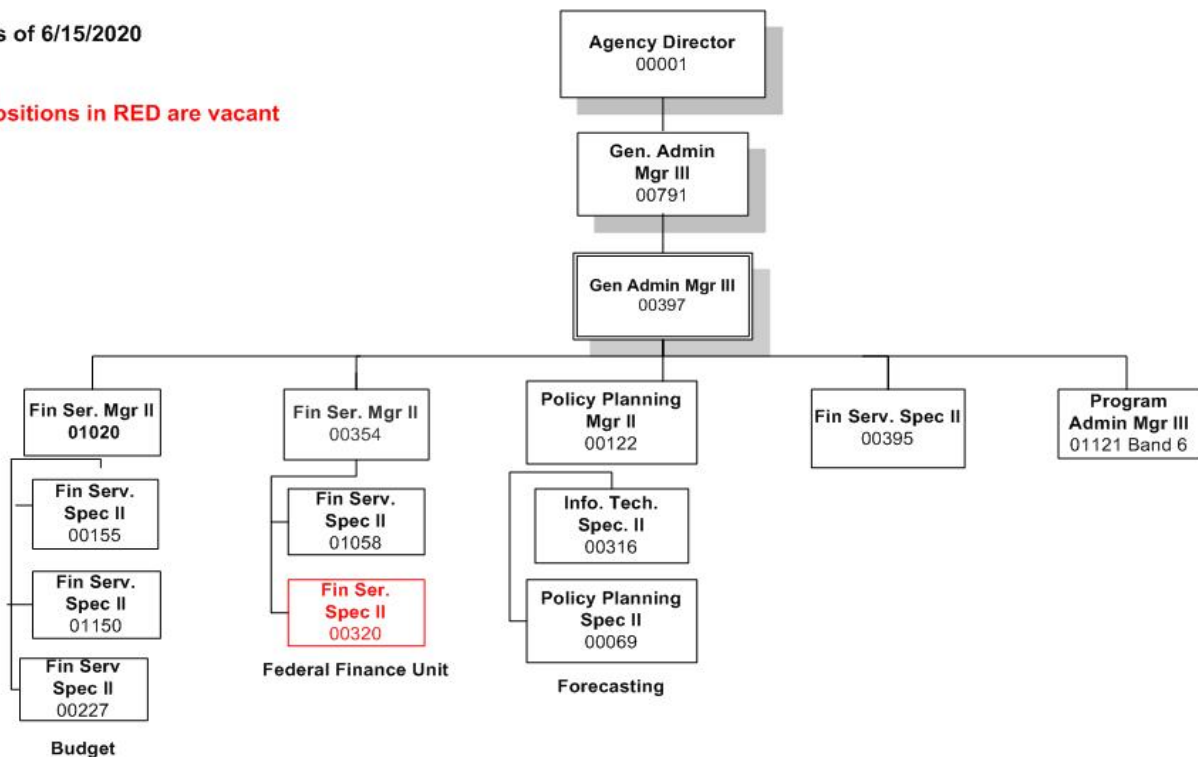 s of 6/15/2020
ositions in RED are vacant
Agency Director
00001
Gen. Admin
Mgr III
00791
Gen Admin Mgr III
00397
Fin Ser. Mgr II
01020
Fin Serv.
Spec II
00155
Fin Serv.
Spec II
01150
Fin Serv
Spec II
00227
Budget
Fin Ser. Mgr II
00354
Fin Serv.
Spec II
01058
Fin Ser.
Spec II
00320
Federal Finance Unit
Policy Planning
Mgr II
00122
Info. Tech.
Spec. II
00316
Policy Planning
Spec II
00069
Forecasting
Fin Serv. Spec II
00395
Program
Admin Mgr III
01121 Band 6